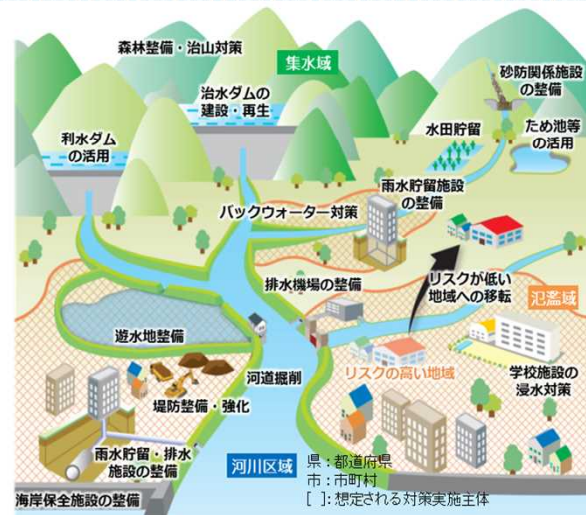 森林整備・治山対策
集水域
砂防関係施設
の整備
治水ダムの
建設・再生
水田貯留
ため池等
の活用
利水ダム
の活用
雨水貯留施設
の整備
バックウォーター対策
排水機場の整備
リスクが低い
地域への移転
氾濫域
遊水地整備
河道掘削
リスクの高い地域
学校施設の
浸水対策
堤防整備・強化
雨水貯留・排水
施設の整備
河川区域
県：都道府県
市：市町村
[ ]：想定される対策実施主体
海岸保全施設の整備